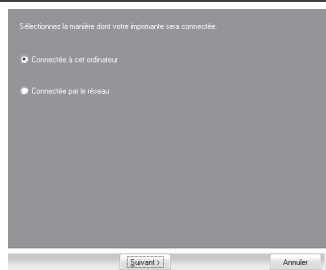 Sélectionnez la manière dont votre imprimante sera connectée.
Connectée à cet ordinateur
Connectée par le réseau
Suivant >
Annuler